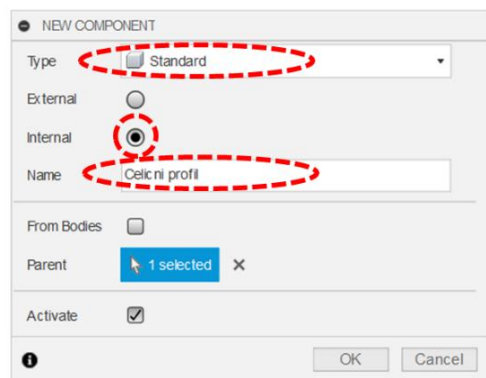 NEW COMPONENT
Type Standard
External
Internal
Name Celicni profil
From Bodies
Parent 1 selected
Activate
OK Cancel